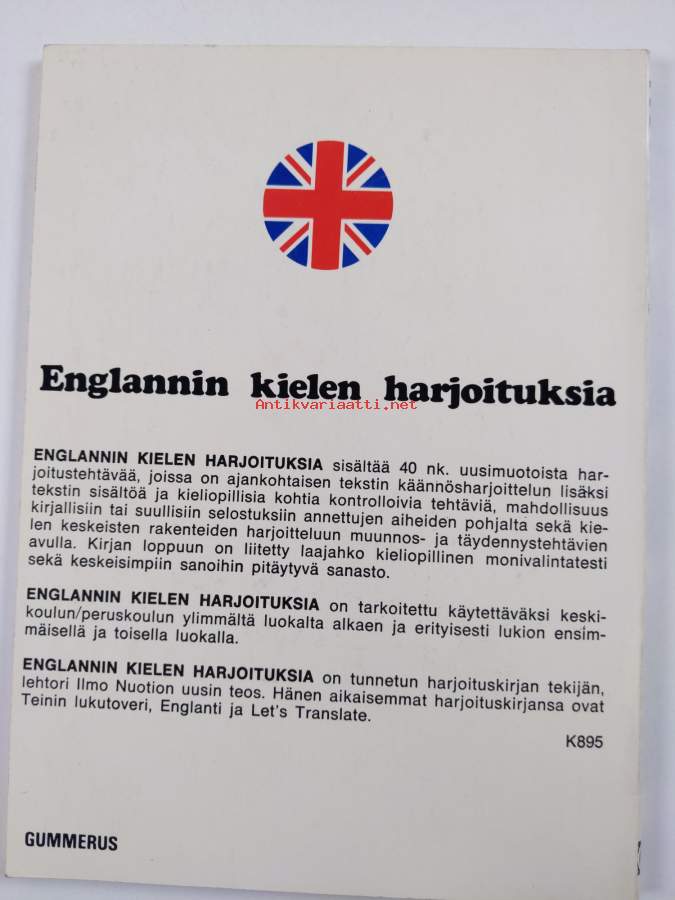 Englannin kielen harjoituksia
Antikvariaatti.net
ENGLANNIN KIELEN HARJOITUKSIA sisältää 40 nk. uusimuotoista har-
joitustehtävää, joissa on ajankohtaisen tekstin käännösharjoittelun lisäksi
tekstin sisältöä ja kieliopillisia kohtia kontrolloivia tehtäviä, mahdollisuus
kirjallisiin tai suullisiin selostuksiin annettujen aiheiden pohjalta sekä kie-
len keskeisten rakenteiden harjoitteluun muunnos- ja täydennystehtävien
avulla. Kirjan loppuun on liitetty laajahko kieliopillinen monivalintatesti
sekä keskeisimpiin sanoihin pitäytyvä sanasto.
ENGLANNIN KIELEN HARJOITUKSIA on tarkoitettu käytettäväksi keski-
koulun/peruskoulun ylimmältä luokalta alkaen ja erityisesti lukion ensim-
mäisellä ja toisella luokalla.
ENGLANNIN KIELEN HARJOITUKSIA on tunnetun harjoituskirjan tekijän,
lehtori Ilmo Nuotion uusin teos. Hänen aikaisemmat harjoituskirjansa ovat
Teinin lukutoveri, Englanti ja Let's Translate.
K895
GUMMERUS